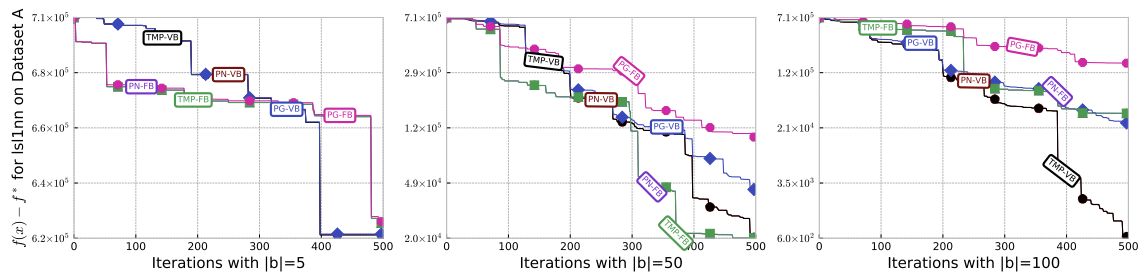 f(x) − f* for lsl1nn on Dataset A
7.1×10⁵
6.8×10⁵
6.6×10⁵
6.4×10⁵
6.2×10⁵
TMP-VB
PN-VB
PN-FB
TMP-FB
PG-VB
PG-FB
0 100 200 300 400 500
Iterations with |b|=5
7.1×10⁵
2.9×10⁵
1.2×10⁵
4.9×10⁴
2.0×10⁴
TMP-VB
PG-FB
PN-VB
PG-VB
PN-FB
TMP-FB
0 100 200 300 400 500
Iterations with |b|=50
7.1×10⁵
1.2×10⁵
2.1×10⁴
3.5×10³
6.0×10²
TMP-FB
PG-VB
PG-FB
PN-VB
PN-FB
TMP-VB
0 100 200 300 400 500
Iterations with |b|=100